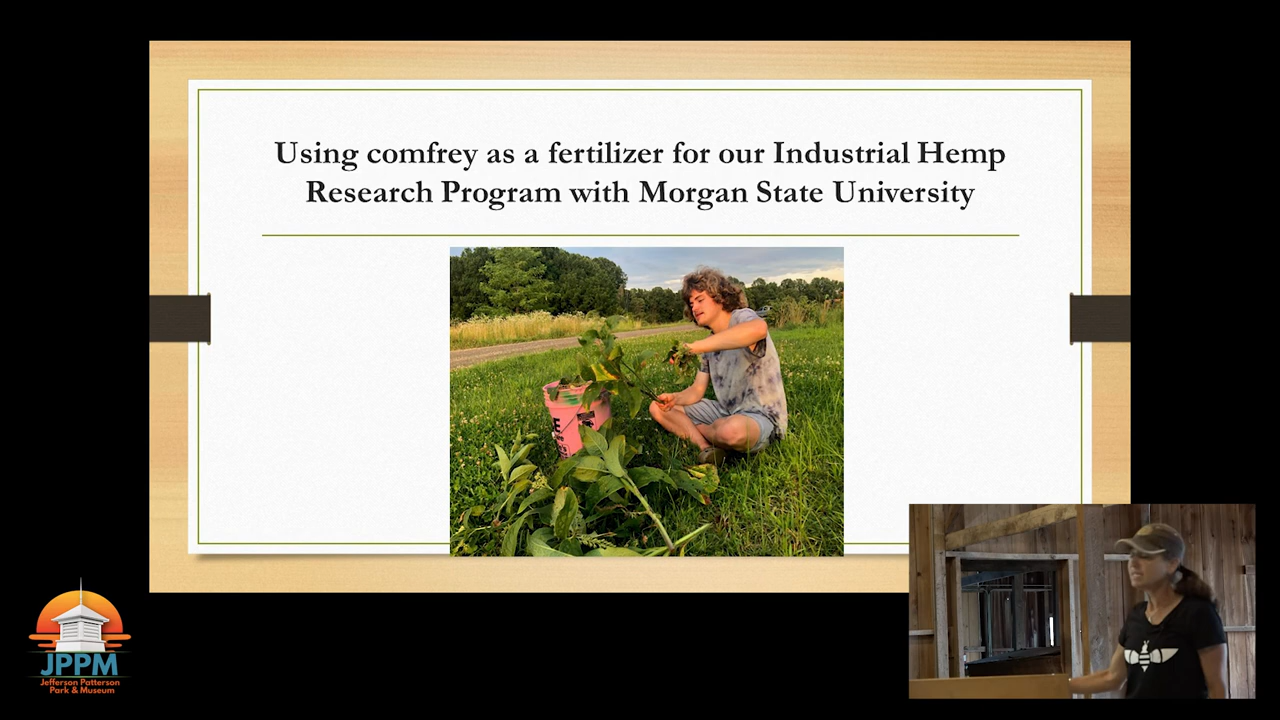 Using comfrey as a fertilizer for our Industrial Hemp
Research Program with Morgan State University
JPPM
Jefferson Patterson
Park & Museum